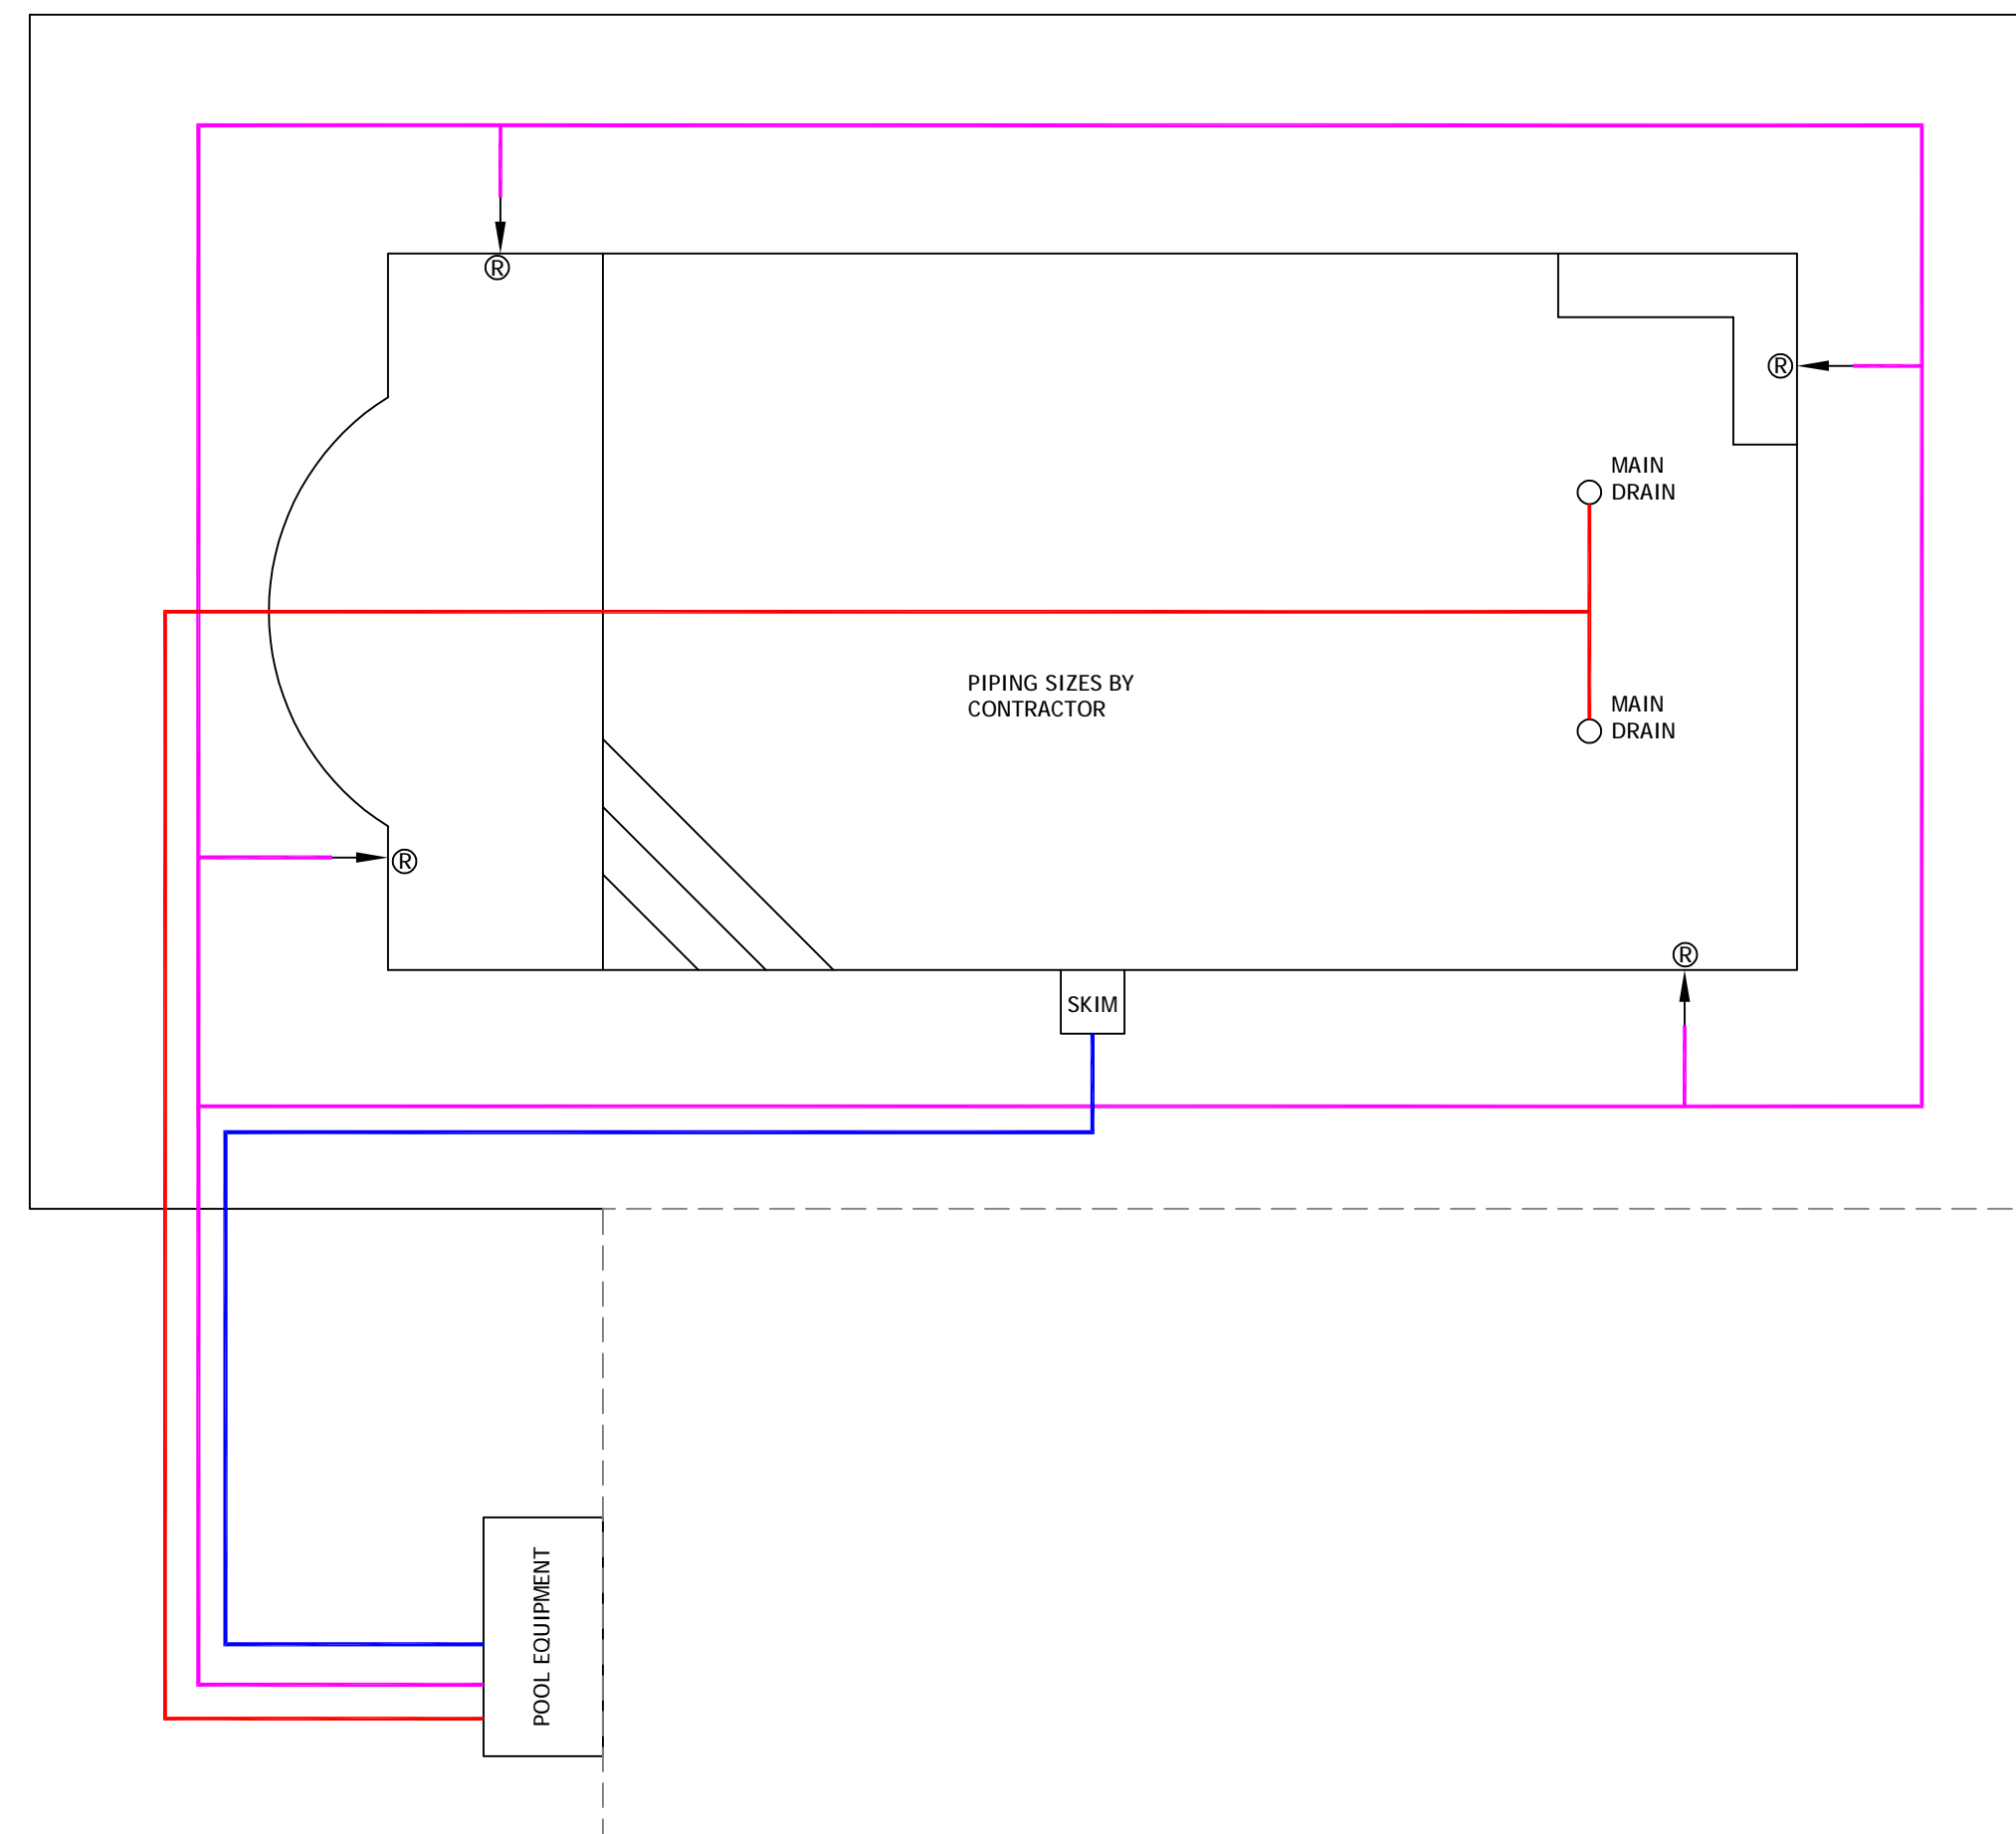 ®
®
MAIN
DRAIN
PIPING SIZES BY
CONTRACTOR
MAIN
DRAIN
®
®
SKIM
POOL EQUIPMENT